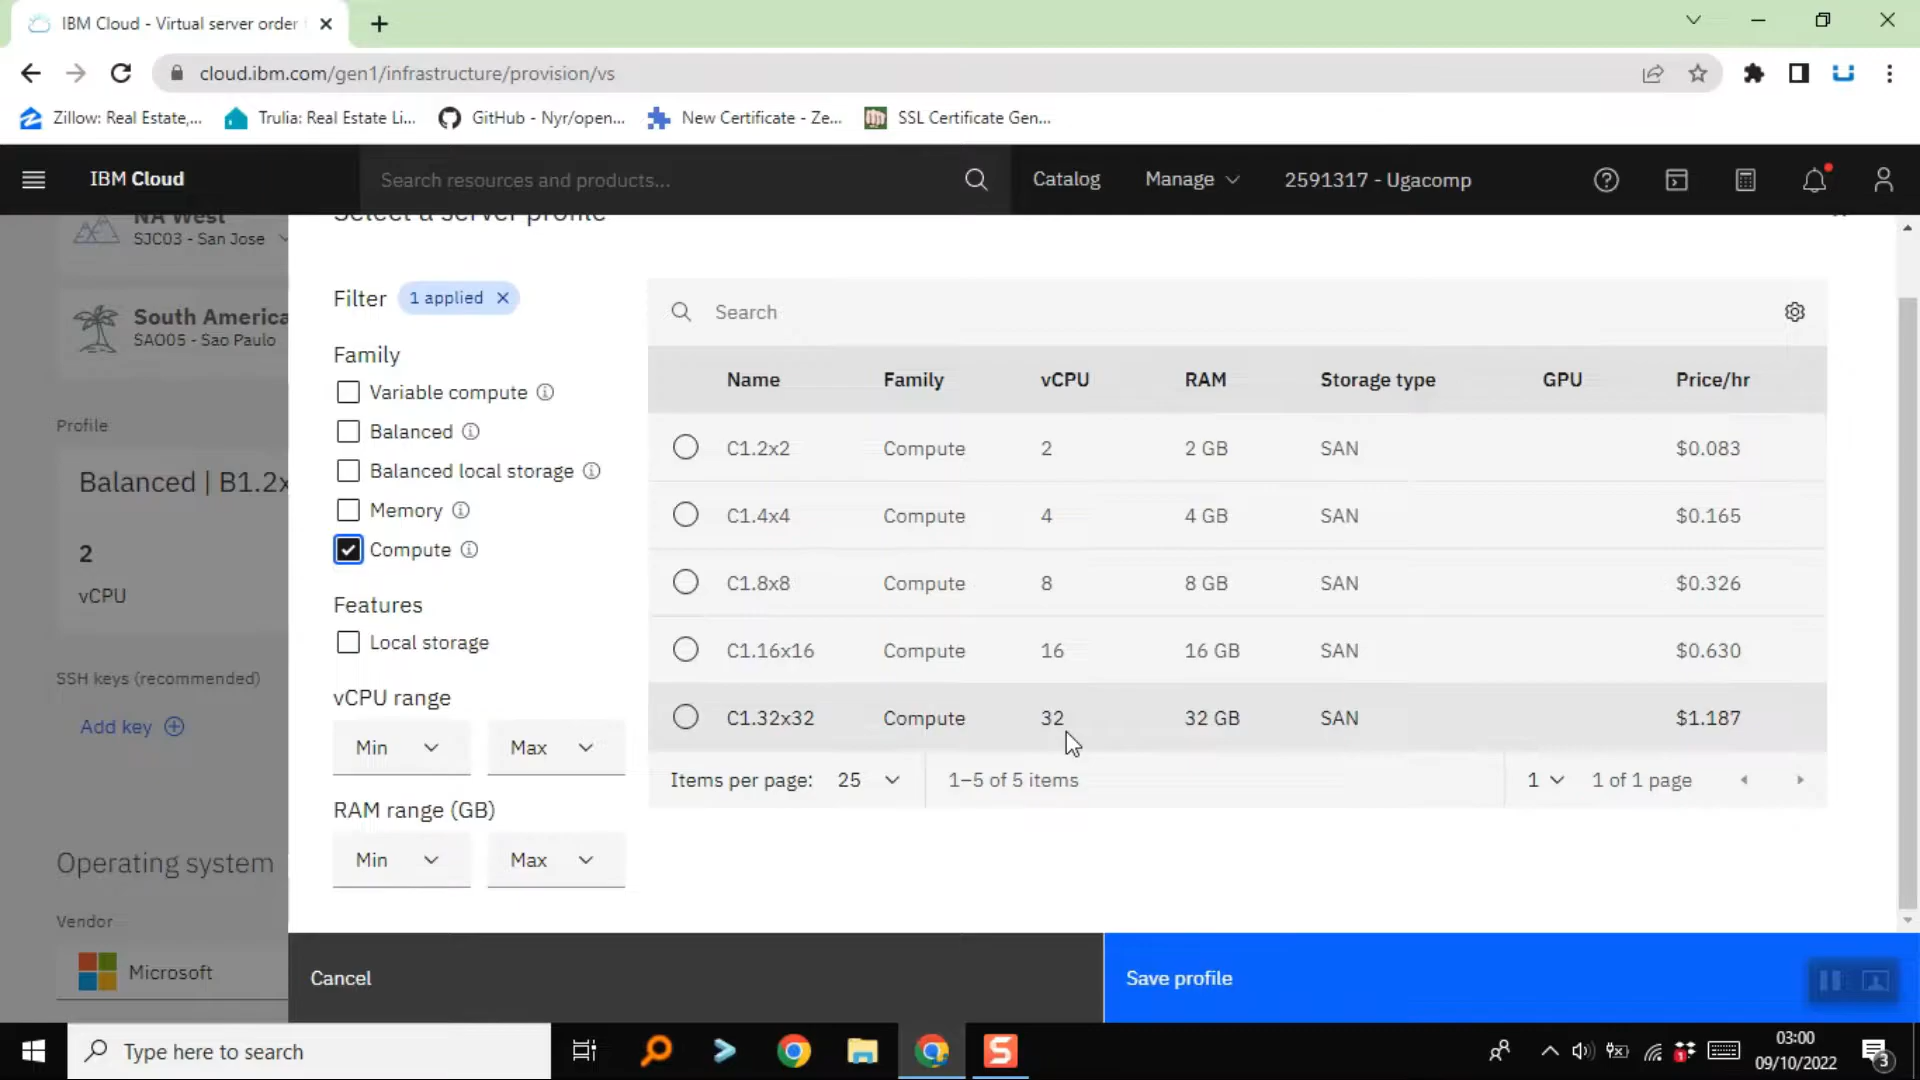 IBM Cloud - Virtual server order
cloud.ibm.com/gen1/infrastructure/provision/vs
Zillow: Real Estate,... Trulia: Real Estate Li... GitHub - Nyr/open... New Certificate - Ze... SSL Certificate Gen...
IBM Cloud Search resources and products... Catalog Manage 2591317 - Ugacomp
NA West
SJC03 - San Jose
South America
SAO05 - Sao Paulo
Profile
Balanced | B1.2x
2
vCPU
SSH keys (recommended)
Add key
Operating system
Vendor
Microsoft
Select a server profile
Filter 1 applied
Family
Variable compute
Balanced
Balanced local storage
Memory
Compute
Features
Local storage
vCPU range
Min Max
RAM range (GB)
Min Max
Search
Name Family vCPU RAM Storage type GPU Price/hr
C1.2x2 Compute 2 2 GB SAN $0.083
C1.4x4 Compute 4 4 GB SAN $0.165
C1.8x8 Compute 8 8 GB SAN $0.326
C1.16x16 Compute 16 16 GB SAN $0.630
C1.32x32 Compute 32 32 GB SAN $1.187
Items per page: 25 1–5 of 5 items 1 1 of 1 page
Cancel Save profile
Type here to search
03:00
09/10/2022
3